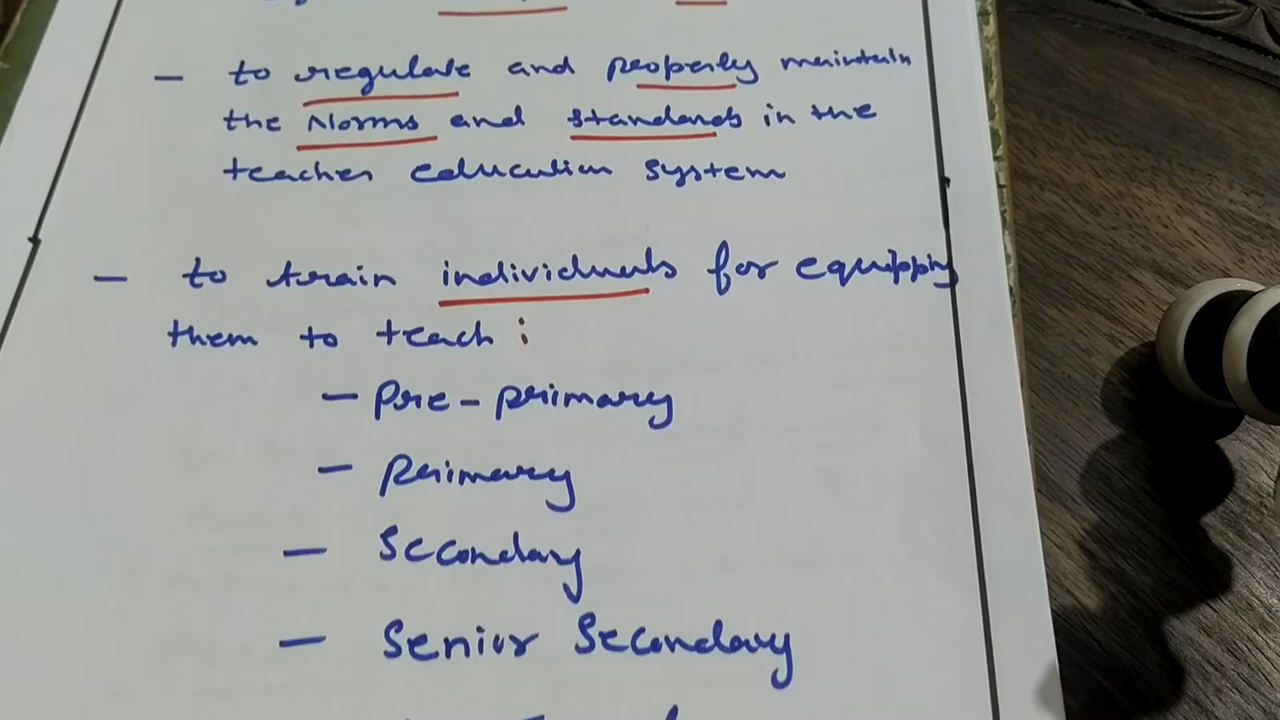 - to regulate and properly maintain
the Norms and standards in the
teacher education system
- to train individuals for equipping
them to teach :
- Pre-primary
- Primary
- Secondary
- Senior Secondary